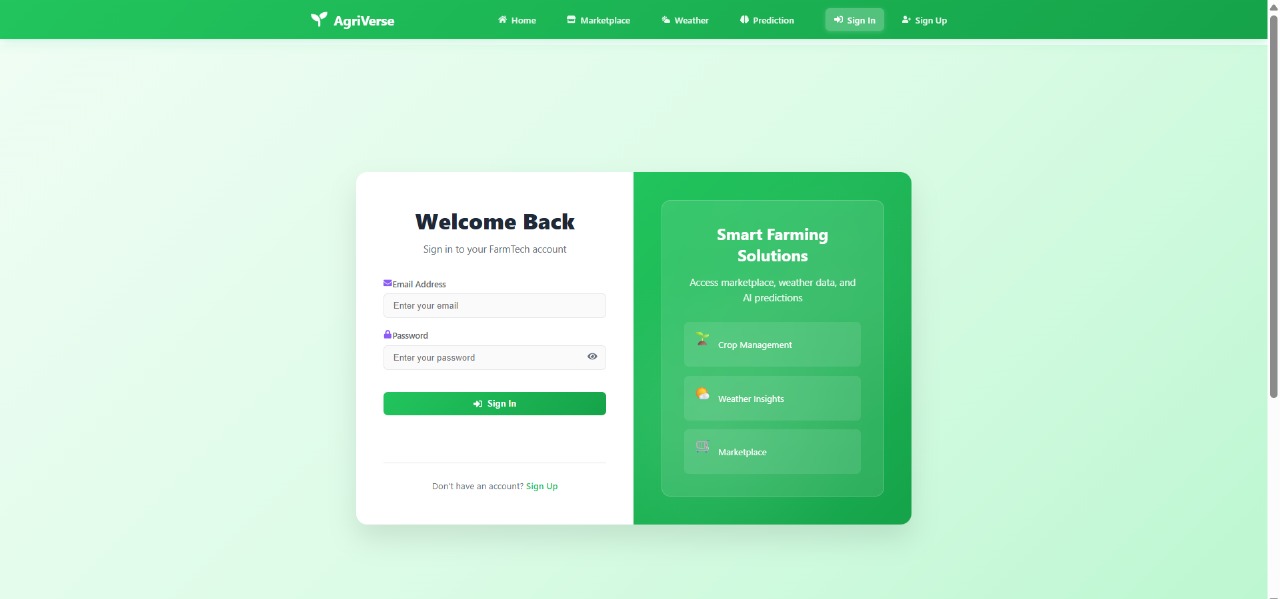 AgriVerse
Home
Marketplace
Weather
Prediction
Sign In
Sign Up
Welcome Back
Sign in to your FarmTech account
Email Address
Enter your email
Password
Enter your password
Sign In
Don't have an account? Sign Up
Smart Farming
Solutions
Access marketplace, weather data, and
AI predictions
Crop Management
Weather Insights
Marketplace